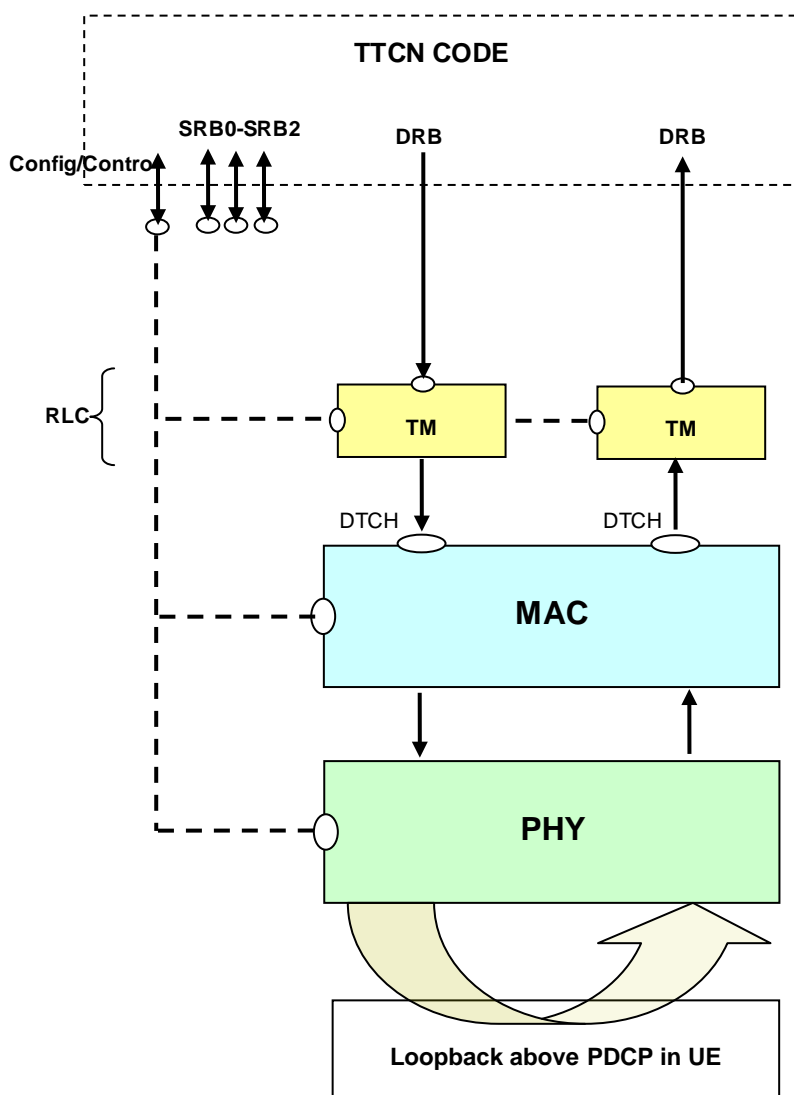 TTCN CODE
SRB0-SRB2
DRB
DRB
Config/Contro
RLC
TM
TM
DTCH
DTCH
MAC
PHY
Loopback above PDCP in UE